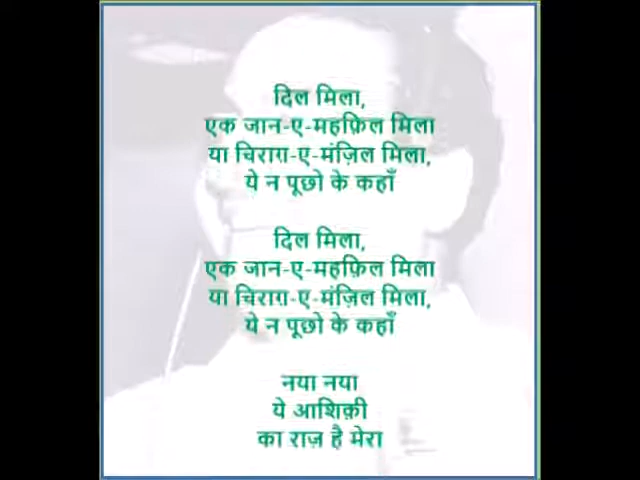 दिल मिला,
एक जान-ए-महफ़िल मिला
या चिराग़-ए-मंज़िल मिला,
ये न पूछो के कहाँ
दिल मिला,
एक जान-ए-महफ़िल मिला
या चिराग़-ए-मंज़िल मिला,
ये न पूछो के कहाँ
नया नया
ये आशिक़ी
का राज़ है मेरा